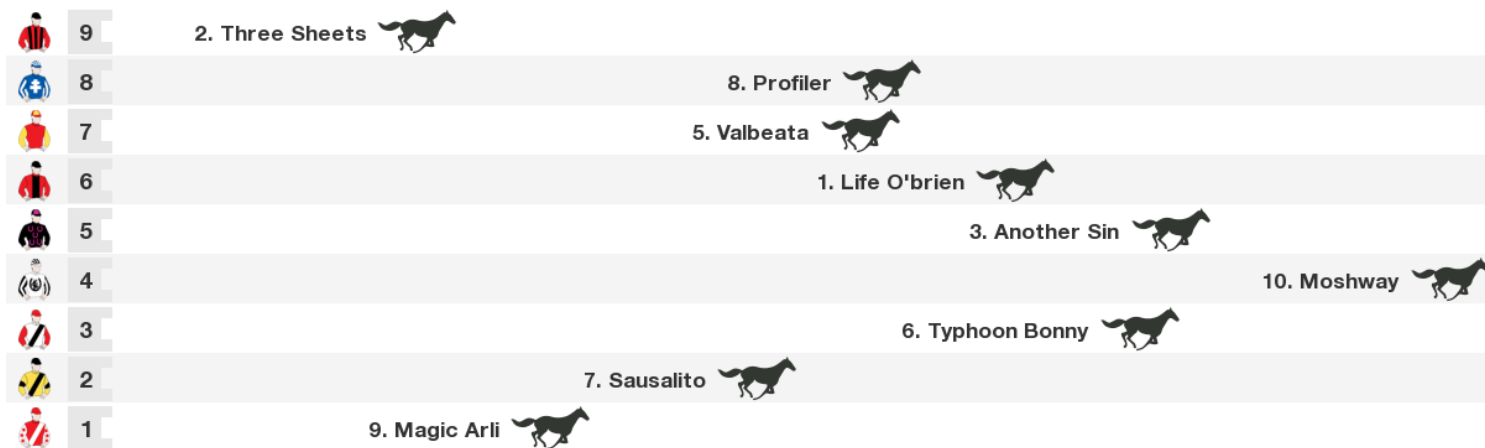 9 2. Three Sheets
8 8. Profiler
7 5. Valbeata
6 1. Life O'brien
5 3. Another Sin
4 10. Moshway
3 6. Typhoon Bonny
2 7. Sausalito
1 9. Magic Arli